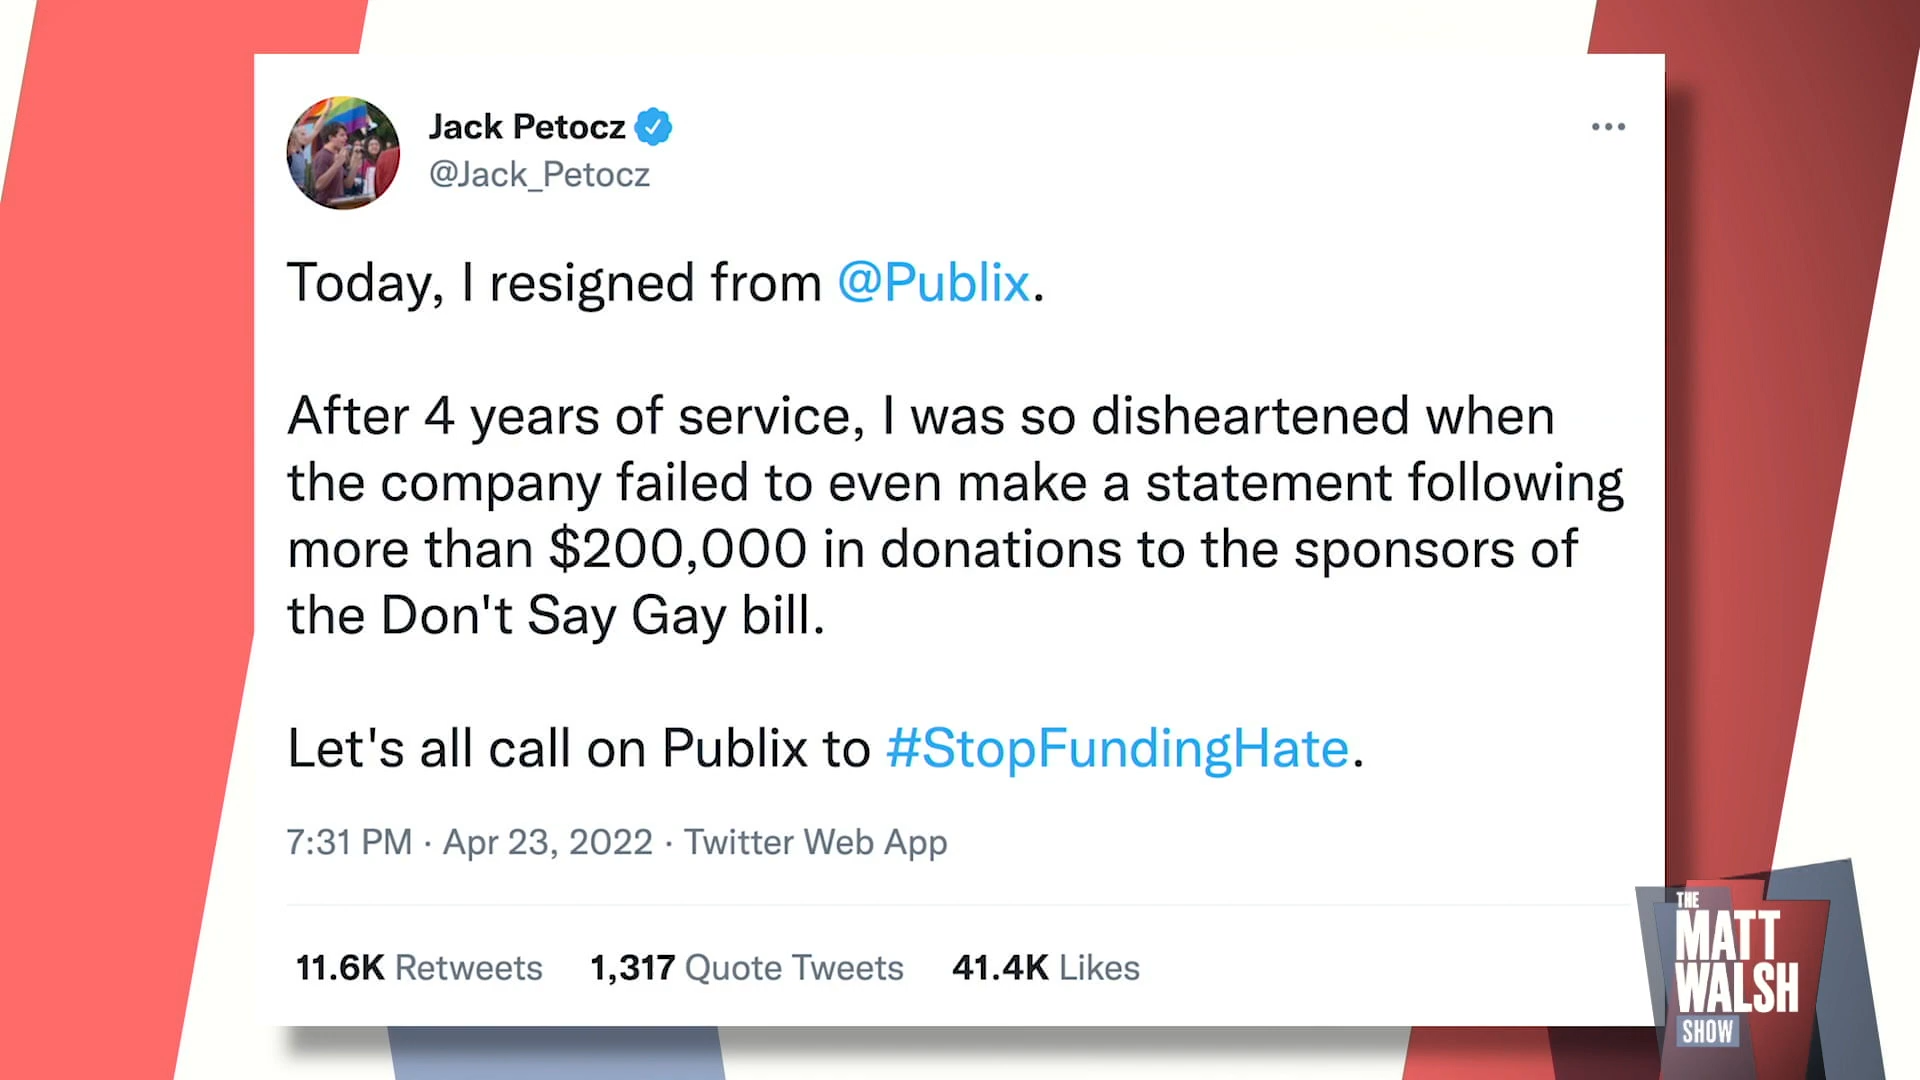 Jack Petocz
@Jack_Petocz
Today, I resigned from @Publix.
After 4 years of service, I was so disheartened when
the company failed to even make a statement following
more than $200,000 in donations to the sponsors of
the Don't Say Gay bill.
Let's all call on Publix to #StopFundingHate.
7:31 PM · Apr 23, 2022 · Twitter Web App
11.6K Retweets 1,317 Quote Tweets 41.4K Likes
THE
MATT
WALSH
SHOW